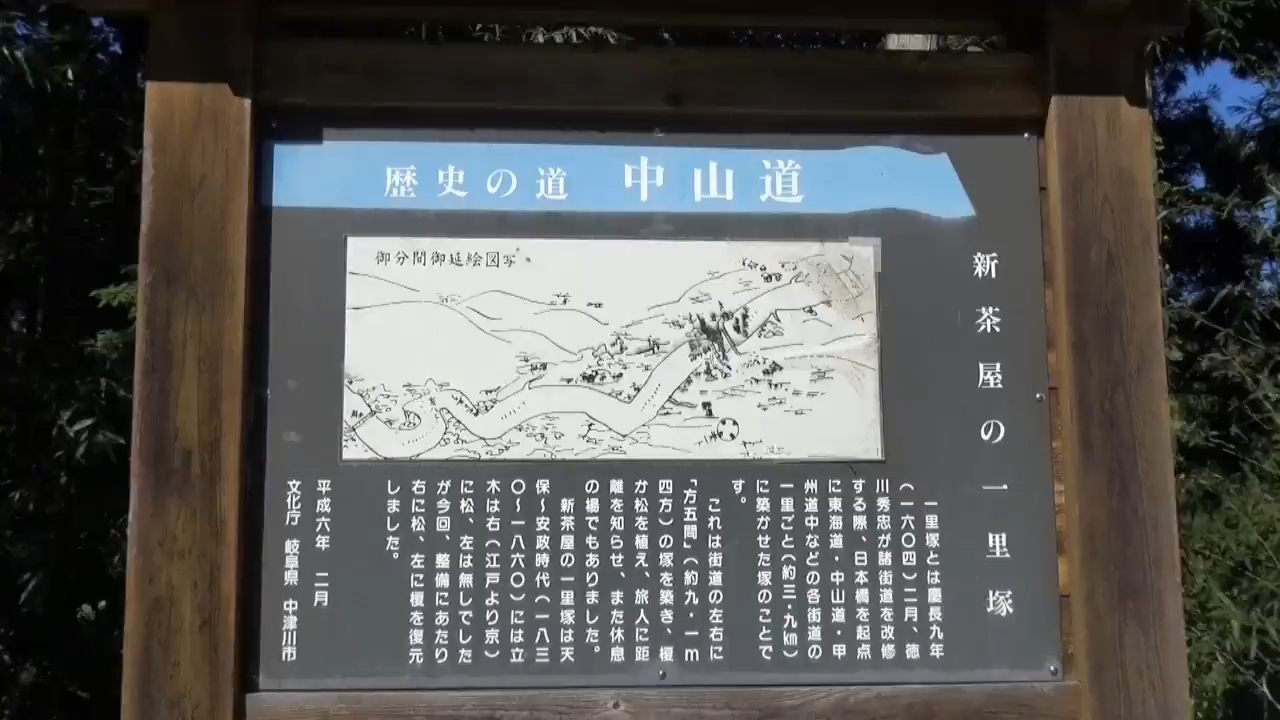 歴史の道 中山道
御分間御延絵図写
新茶屋の一里塚
一里塚とは慶長九年
（一六〇四）二月、徳
川秀忠が諸街道を改修
する際、日本橋を起点
に東海道・中山道・甲
州道中などの各街道の
一里ごと（約三・九㎞）
に築かせた塚のことで
す。
これは街道の左右に
「方五間」（約九・一ｍ
四方）の塚を築き、榎
か松を植え、旅人に距
離を知らせ、また休息
の場でもありました。
新茶屋の一里塚は天
保～安政時代（一八三
〇～一八六〇）には立
木は右（江戸より京）
に松、左は無しでした
が今回、整備にあたり
右に松、左に榎を復元
しました。
平成六年 二月
文化庁 岐阜県 中津川市